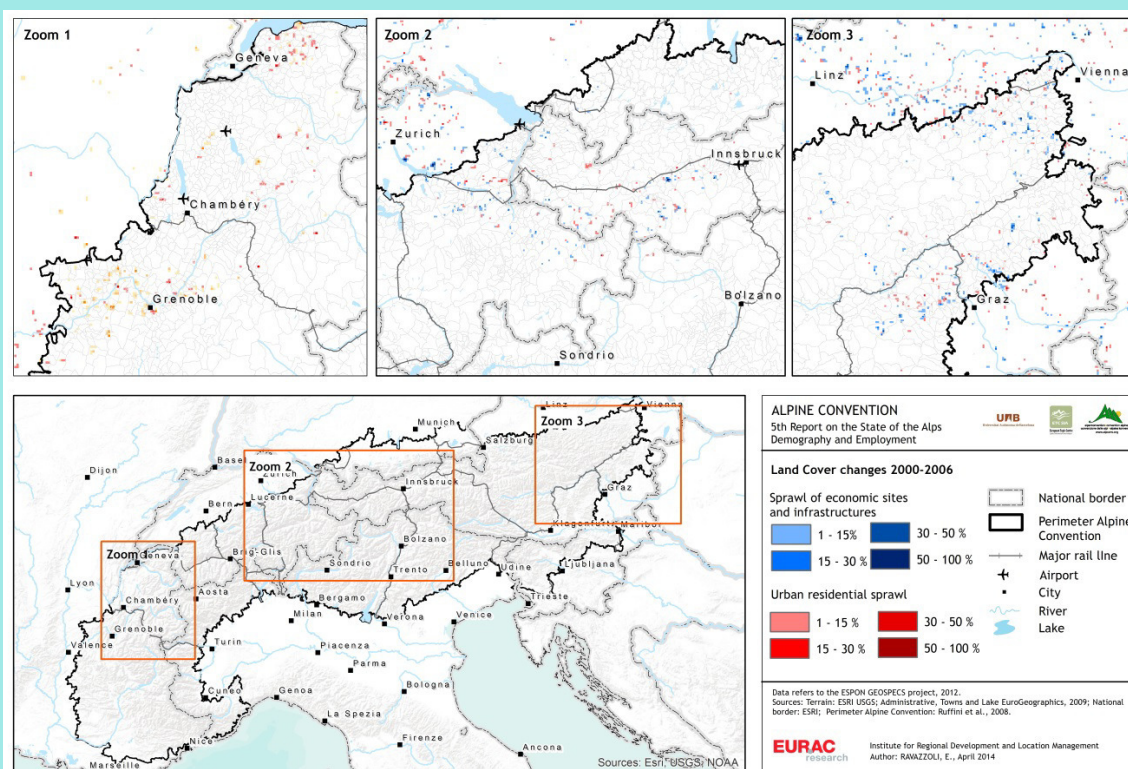 Zoom 1
Geneva
Chambéry
Grenoble
Zoom 2
Zurich
Innsbruck
Bolzano
Sondrio
Zoom 3
Linz
Vienna
Graz
Linz
Vienna
Zoom 3
Munich
Salzburg
Dijon
Zoom 2
Zurich
Innsbruck
Graz
Lucerne
Bern
Klagenfurt
Maribor
Bolzano
Geneva
Brig-Glis
Sondrio
Belluno
Ljubljana
Trento
Udine
Lyon
Aosta
Chambéry
Bergamo
Trieste
Milan
Verona
Venice
Grenoble
Turin
Valence
Piacenza
Parma
Cuneo
Genoa
Bologna
La Spezia
Nice
Firenze
Ancona
Marseille
Sources: Esri, USGS, NOAA
ALPINE CONVENTION
5th Report on the State of the Alps
Demography and Employment
Land Cover changes 2000-2006
Sprawl of economic sites
and infrastructures
1 - 15% 30 - 50 %
15 - 30 % 50 - 100 %
Urban residential sprawl
1 - 15 % 30 - 50 %
15 - 30 % 50 - 100 %
National border
Perimeter Alpine
Convention
Major rail line
Airport
City
River
Lake
Data refers to the ESPON GEOSPECS project, 2012.
Sources: Terrain: ESRI USGS; Administrative, Towns and Lake EuroGeographics, 2009; National
border: ESRI; Perimeter Alpine Convention: Ruffini et al., 2008.
EURAC
research
Institute for Regional Development and Location Management
Author: RAVAZZOLI, E., April 2014